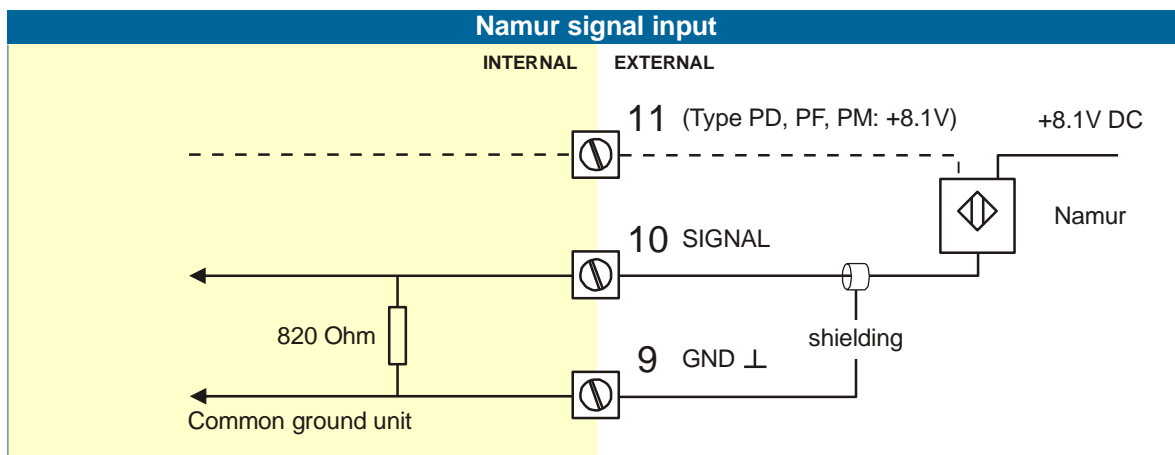 Namur signal input
INTERNAL EXTERNAL
11 (Type PD, PF, PM: +8.1V) +8.1V DC
Namur
10 SIGNAL
820 Ohm
shielding
9 GND ⊥
Common ground unit